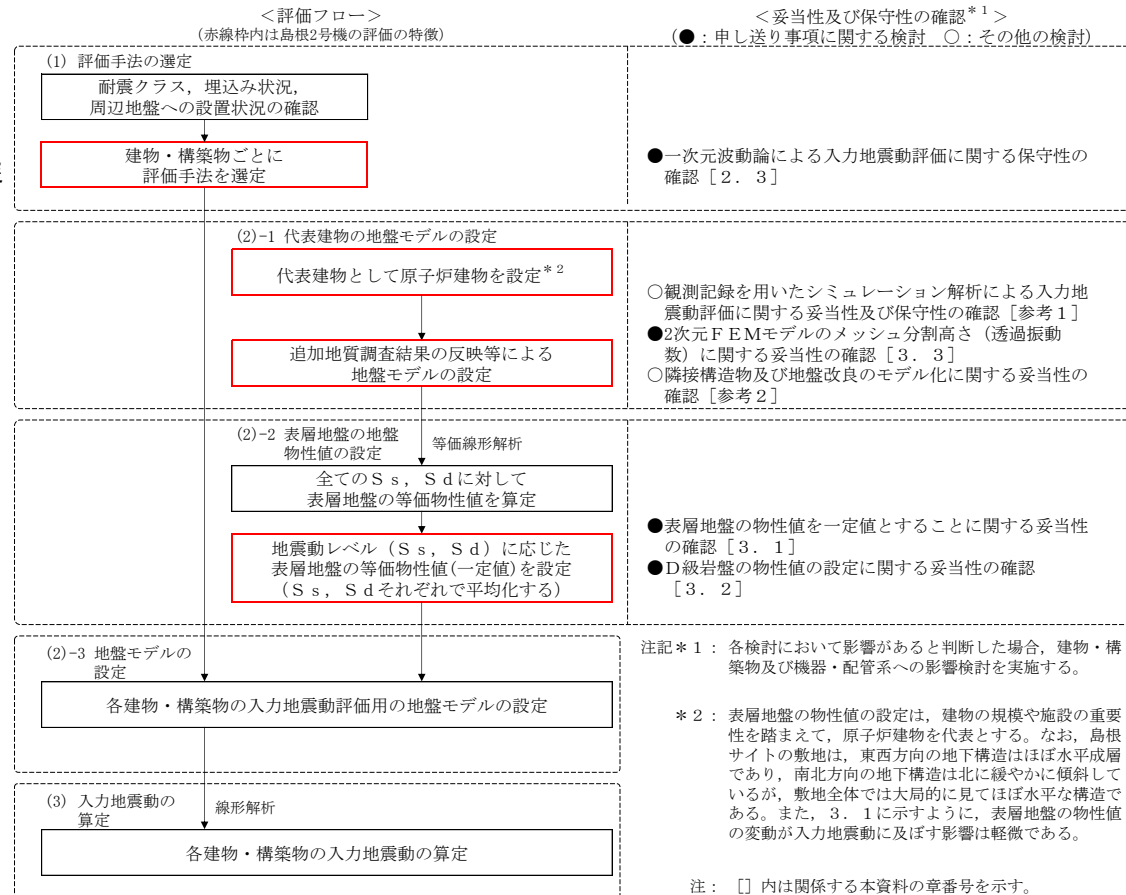 ＜評価フロー＞
(赤線枠内は島根2号機の評価の特徴)
＜妥当性及び保守性の確認＊1＞
(●：申し送り事項に関する検討　○：その他の検討)
(1) 評価手法の選定
耐震クラス，埋込み状況，
周辺地盤への設置状況の確認
建物・構築物ごとに
評価手法を選定
●一次元波動論による入力地震動評価に関する保守性の
確認［２．３］
(2)-1 代表建物の地盤モデルの設定
代表建物として原子炉建物を設定＊2
追加地質調査結果の反映等による
地盤モデルの設定
○観測記録を用いたシミュレーション解析による入力地
震動評価に関する妥当性及び保守性の確認［参考１］
●2次元ＦＥＭモデルのメッシュ分割高さ（透過振動
数）に関する妥当性の確認［３．３］
○隣接構造物及び地盤改良のモデル化に関する妥当性の
確認［参考２］
(2)-2 表層地盤の地盤
物性値の設定
等価線形解析
全てのＳｓ，Ｓｄに対して
表層地盤の等価物性値を算定
地震動レベル（Ｓｓ，Ｓｄ）に応じた
表層地盤の等価物性値(一定値)を設定
（Ｓｓ，Ｓｄそれぞれで平均化する）
●表層地盤の物性値を一定値とすることに関する妥当性
の確認［３．１］
●Ｄ級岩盤の物性値の設定に関する妥当性の確認
［３．２］
(2)-3 地盤モデルの
設定
各建物・構築物の入力地震動評価用の地盤モデルの設定
(3) 入力地震動の
算定
線形解析
各建物・構築物の入力地震動の算定
注記＊１：各検討において影響があると判断した場合，建物・構
築物及び機器・配管系への影響検討を実施する。
＊２：表層地盤の物性値の設定は，建物の規模や施設の重要
性を踏まえて，原子炉建物を代表とする。なお，島根
サイトの敷地は，東西方向の地下構造はほぼ水平成層
であり，南北方向の地下構造は北に緩やかに傾斜して
いるが，敷地全体では大局的に見てほぼ水平な構造で
ある。また，３．１に示すように，表層地盤の物性値
の変動が入力地震動に及ぼす影響は軽微である。
注：［］内は関係する本資料の章番号を示す。